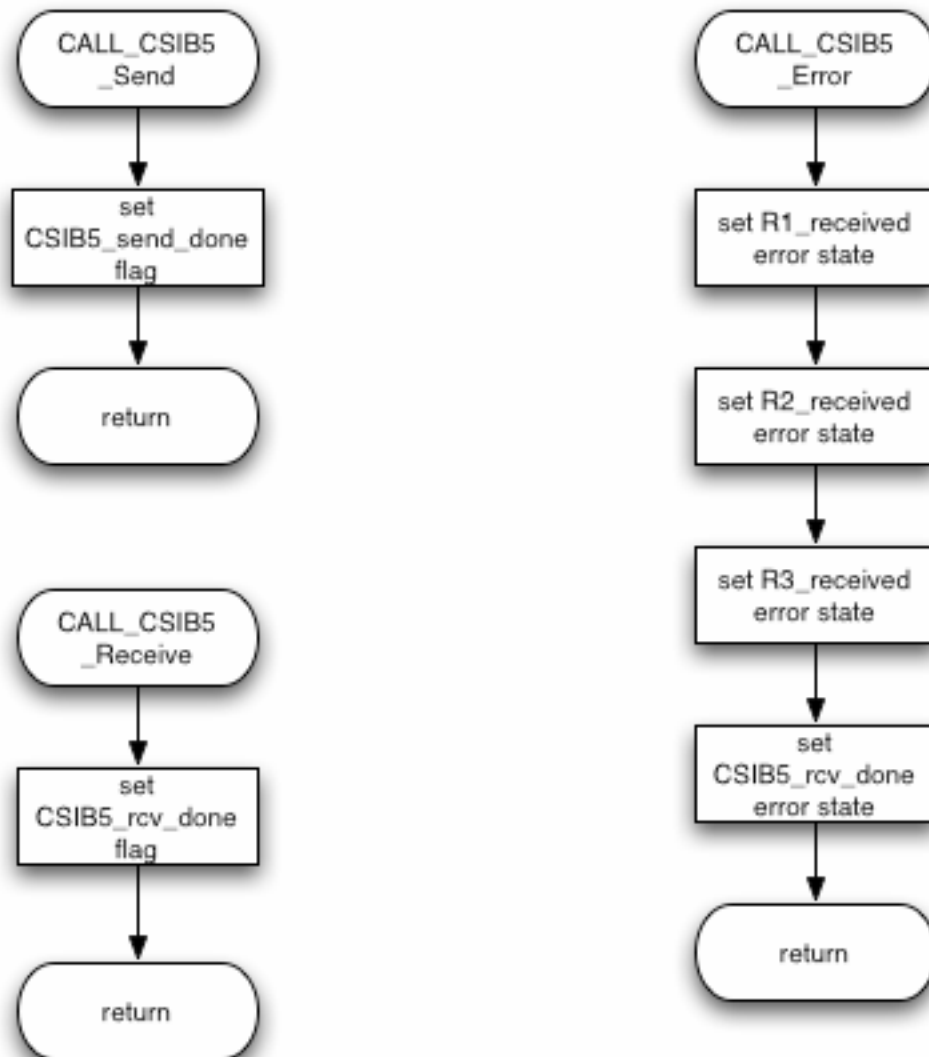 CALL_CSIB5
_Send
set
CSIB5_send_done
flag
return
CALL_CSIB5
_Receive
set
CSIB5_rcv_done
flag
return
CALL_CSIB5
_Error
set R1_received
error state
set R2_received
error state
set R3_received
error state
set
CSIB5_rcv_done
error state
return